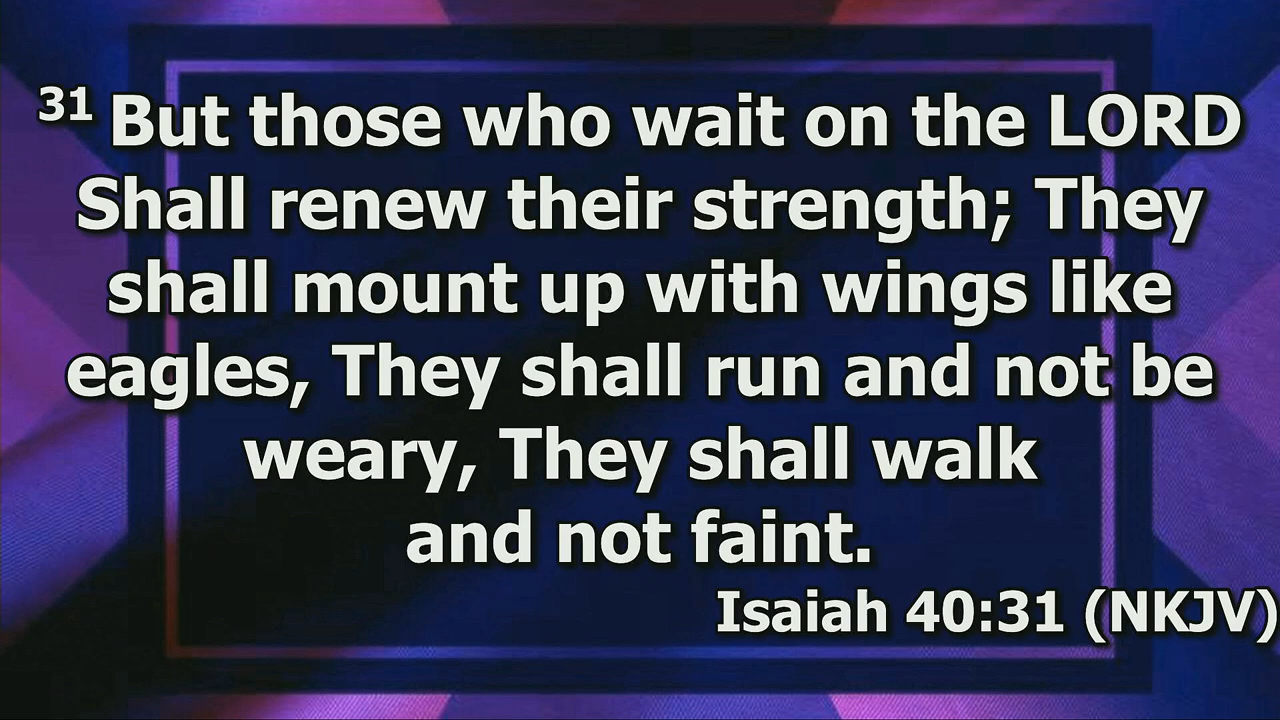 31 But those who wait on the LORD
Shall renew their strength; They
shall mount up with wings like
eagles, They shall run and not be
weary, They shall walk
and not faint.
Isaiah 40:31 (NKJV)